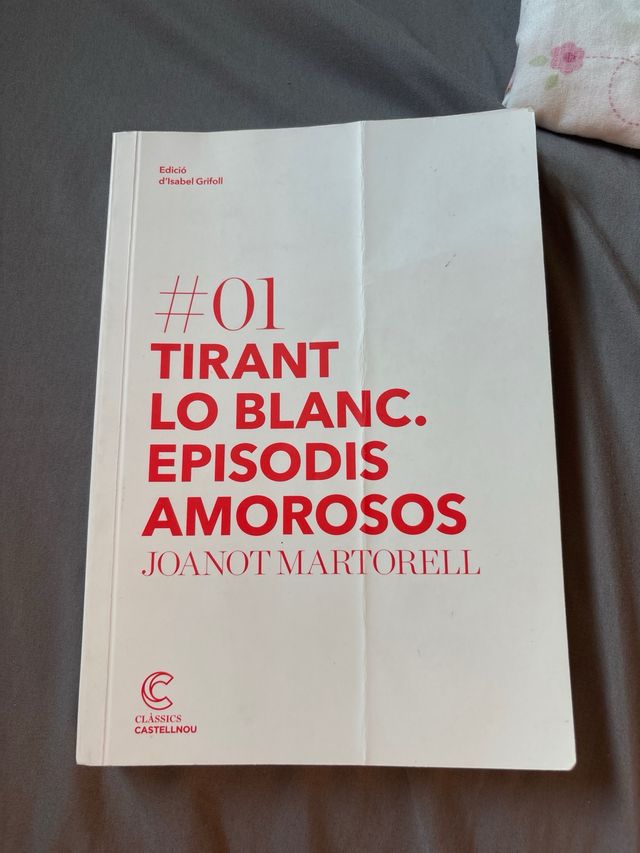 Edició
d'Isabel Grifoll
#01
TIRANT
LO BLANC.
EPISODIS
AMOROSOS
JOANOT MARTORELL
CLÀSSICS
CASTELLNOU